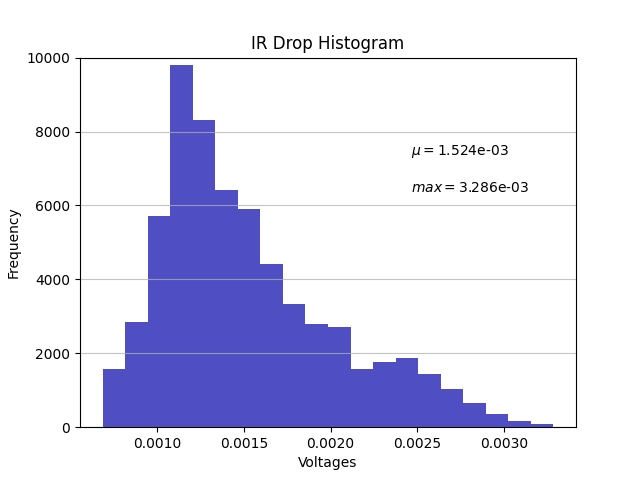 IR Drop Histogram
10000
8000
6000
4000
2000
0
Frequency
μ = 1.524e-03
max = 3.286e-03
0.0010 0.0015 0.0020 0.0025 0.0030
Voltages